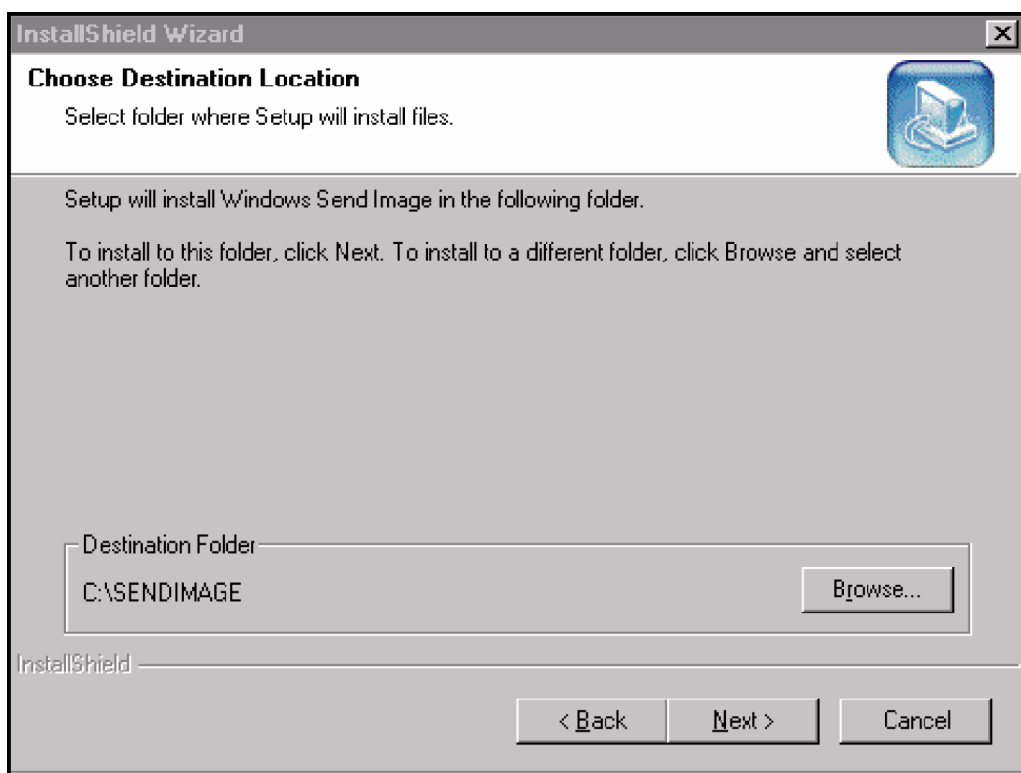 InstallShield Wizard
Choose Destination Location
Select folder where Setup will install files.
Setup will install Windows Send Image in the following folder.
To install to this folder, click Next. To install to a different folder, click Browse and select
another folder.
Destination Folder
C:\SENDIMAGE
Browse...
InstallShield
< Back
Next >
Cancel